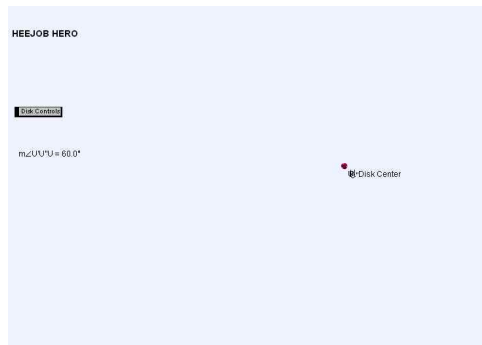 HEEJOB HERO
Disk Controls
m∠U'U"U = 60.0°
Disk Center